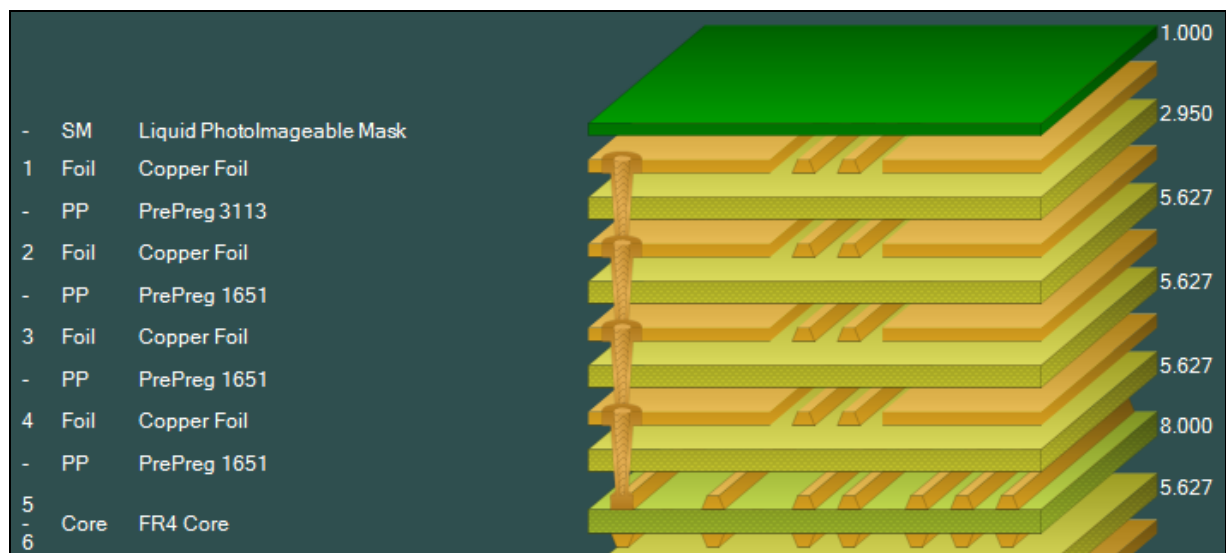 1.000
2.950
- SM Liquid PhotoImageable Mask
1 Foil Copper Foil
5.627
- PP PrePreg 3113
2 Foil Copper Foil
5.627
- PP PrePreg 1651
3 Foil Copper Foil
5.627
- PP PrePreg 1651
4 Foil Copper Foil
8.000
- PP PrePreg 1651
5.627
5
- Core FR4 Core
6